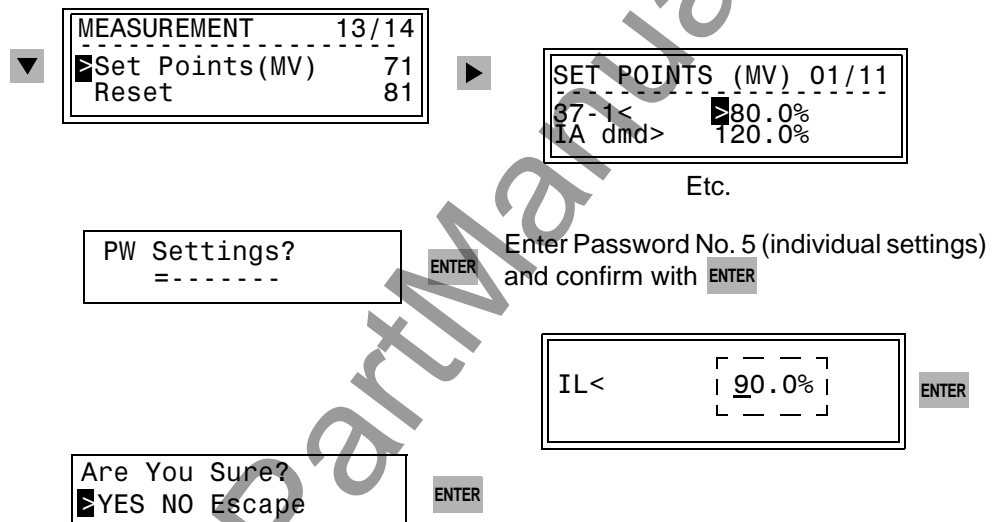 MEASUREMENT 13/14
---------------------
>Set Points(MV) 71
Reset 81
SET POINTS (MV) 01/11
---------------------
37-1< >80.0%
IA dmd> 120.0%
Etc.
PW Settings?
=-------
ENTER
Enter Password No. 5 (individual settings)
and confirm with ENTER
IL< 90.0%
ENTER
Are You Sure?
>YES NO Escape
ENTER
PartManua